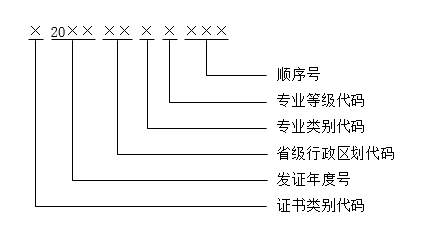 × 20×× ×× × × ×××
顺序号
专业等级代码
专业类别代码
省级行政区划代码
发证年度号
证书类别代码